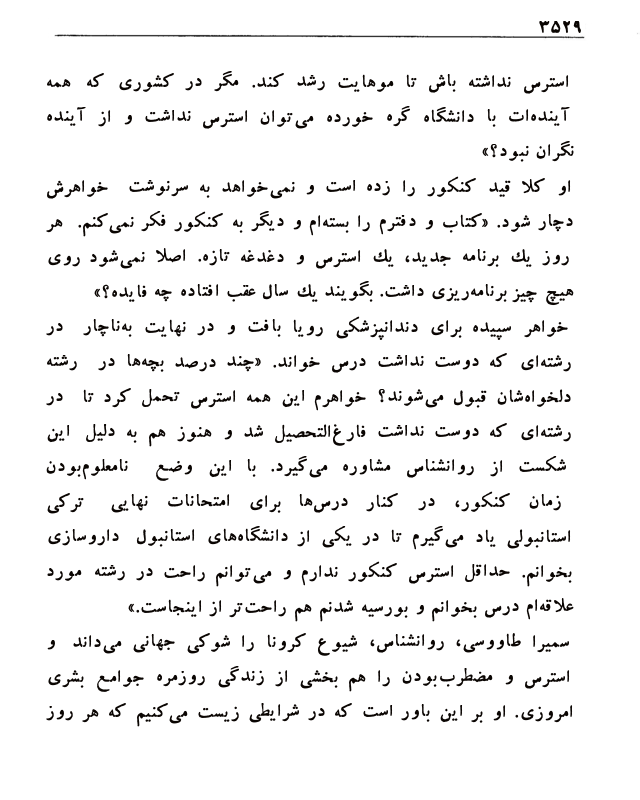 ۳۵۲۹
استرس نداشته باش تا موهایت رشد کند. مگر در کشوری که همه
آینده‌ات با دانشگاه گره خورده می‌توان استرس نداشت و از آینده
نگران نبود؟»
او کلا قید کنکور را زده است و نمی‌خواهد به سرنوشت خواهرش
دچار شود. «کتاب و دفترم را بسته‌ام و دیگر به کنکور فکر نمی‌کنم. هر
روز یك برنامه جدید، یك استرس و دغدغه تازه. اصلا نمی‌شود روی
هیچ چیز برنامه‌ریزی داشت. بگویند یك سال عقب افتاده چه فایده؟»
خواهر سپیده برای دندانپزشکی رویا بافت و در نهایت به‌ناچار در
رشته‌ای که دوست نداشت درس خواند. «چند درصد بچه‌ها در رشته
دلخواه‌شان قبول می‌شوند؟ خواهرم این همه استرس تحمل کرد تا در
رشته‌ای که دوست نداشت فارغ‌التحصیل شد و هنوز هم به دلیل این
شکست از روانشناس مشاوره می‌گیرد. با این وضع نامعلوم‌بودن
زمان کنکور، در کنار درس‌ها برای امتحانات نهایی ترکی
استانبولی یاد می‌گیرم تا در یکی از دانشگاه‌های استانبول داروسازی
بخوانم. حداقل استرس کنکور ندارم و می‌توانم راحت در رشته مورد
علاقه‌ام درس بخوانم و بورسیه شدنم هم راحت‌تر از اینجاست.»
سمیرا طاووسی، روانشناس، شیوع کرونا را شوکی جهانی می‌داند و
استرس و مضطرب‌بودن را هم بخشی از زندگی روزمره جوامع بشری
امروزی. او بر این باور است که در شرایطی زیست می‌کنیم که هر روز